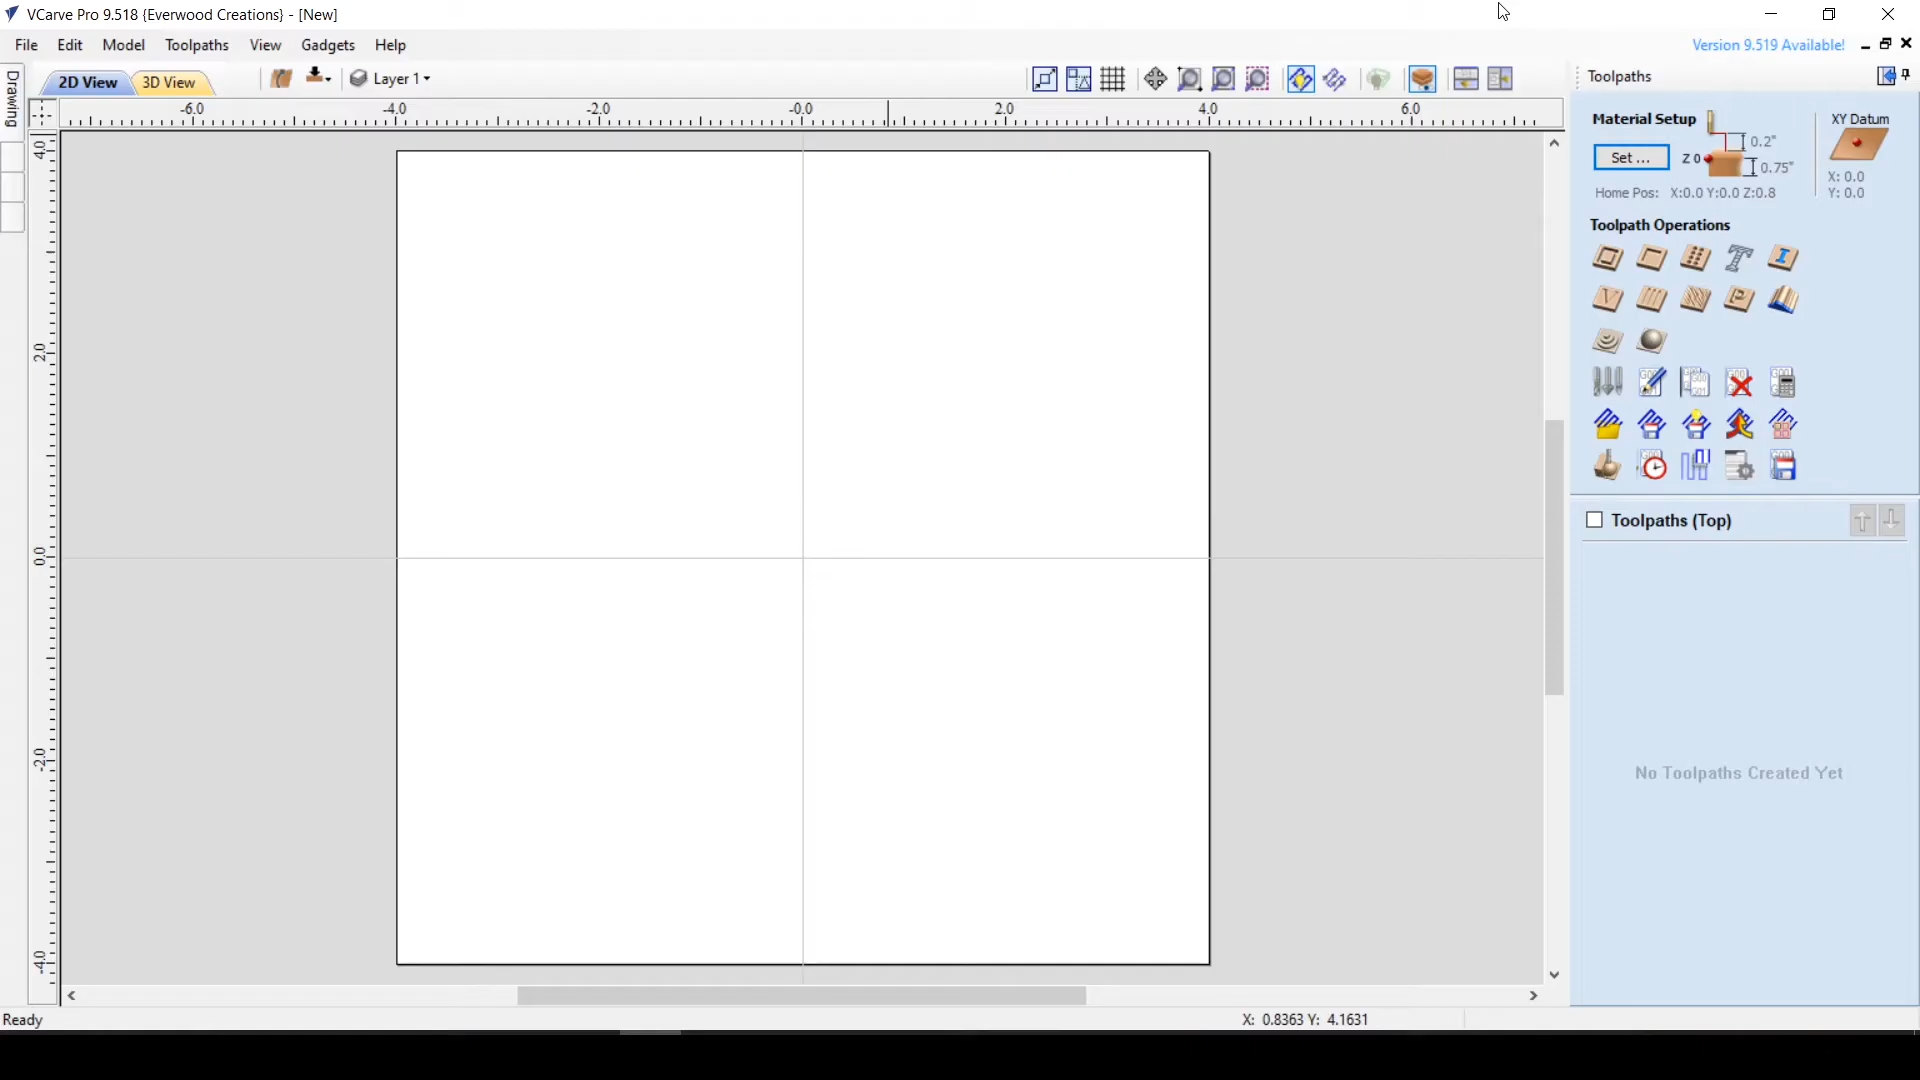 VCarve Pro 9.518 {Everwood Creations} - [New]
File Edit Model Toolpaths View Gadgets Help
Version 9.519 Available!
Drawing
2D View 3D View
Layer 1
-6.0 -4.0 -2.0 -0.0 2.0 4.0 6.0
4.0
2.0
0.0
-2.0
-4.0
Toolpaths
Material Setup
Set ...
Z 0
0.2"
0.75"
Home Pos: X:0.0 Y:0.0 Z:0.8
XY Datum
X: 0.0
Y: 0.0
Toolpath Operations
Toolpaths (Top)
No Toolpaths Created Yet
Ready
X: 0.8363 Y: 4.1631